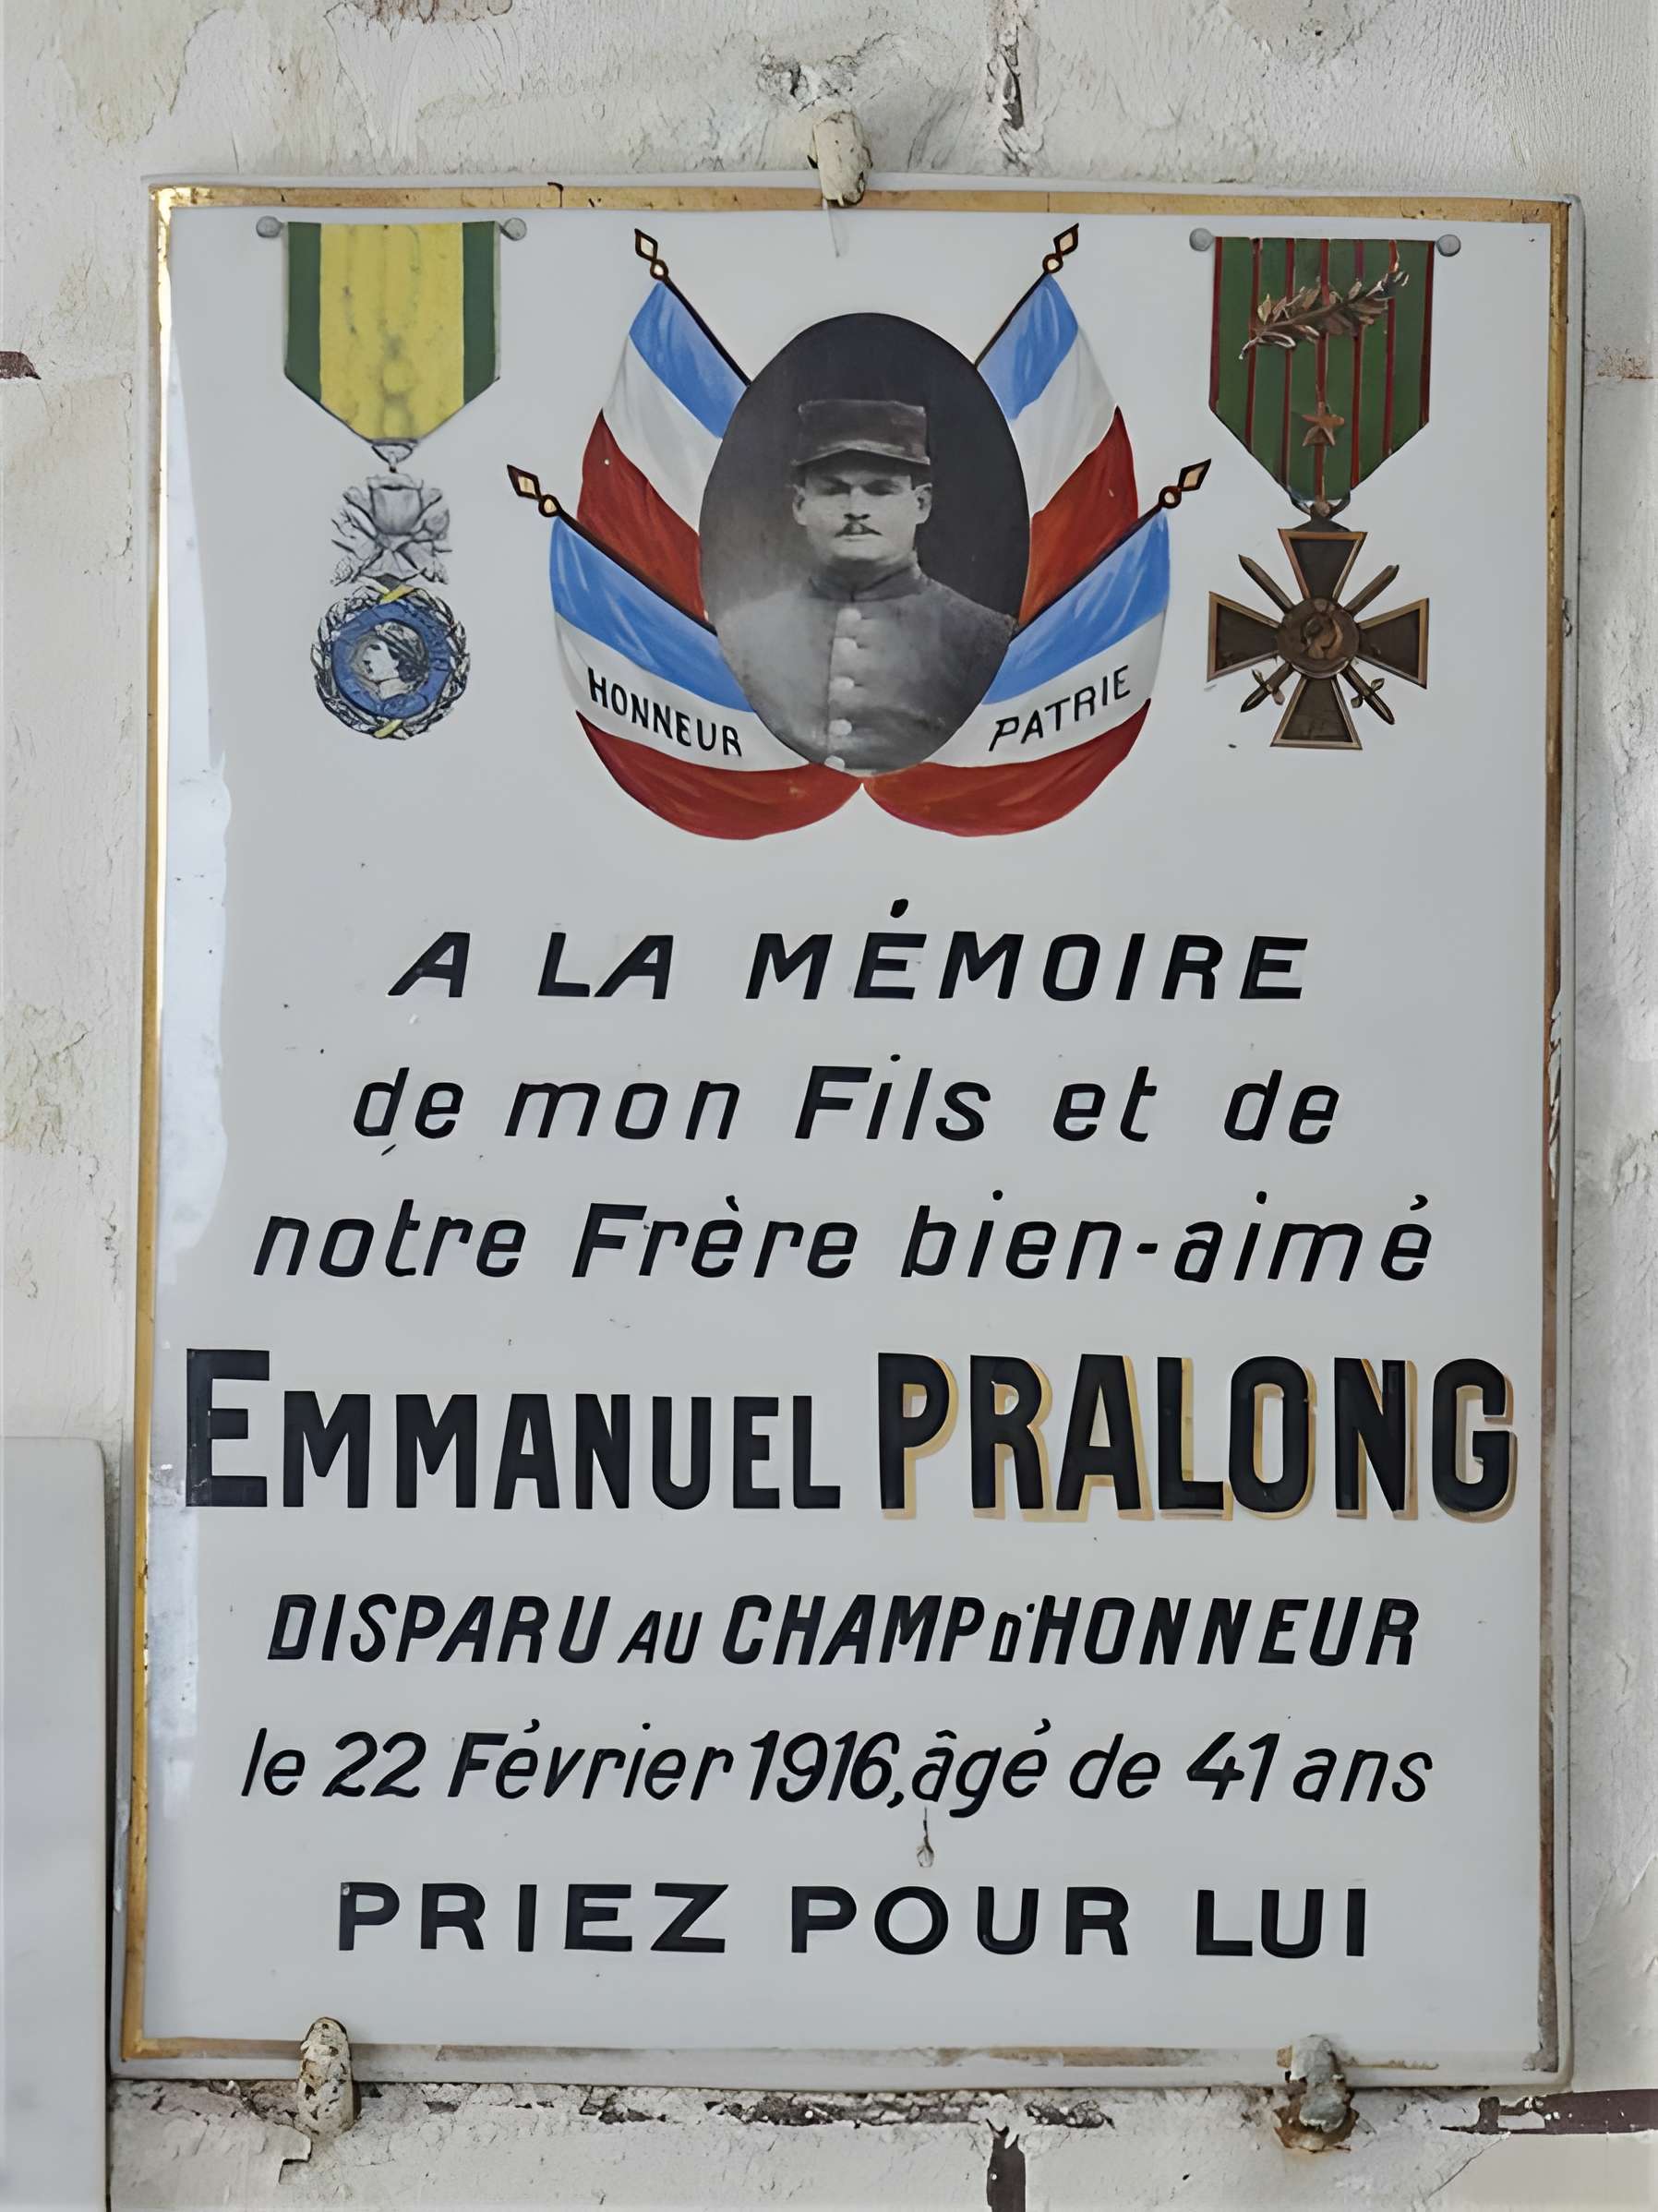 HONNEUR PATRIE
A LA MÉMOIRE
de mon Fils et de
notre Frère bien-aimé
EMMANUEL PRALONG
DISPARU AU CHAMP D'HONNEUR
le 22 Février 1916, âgé de 41 ans
PRIEZ POUR LUI